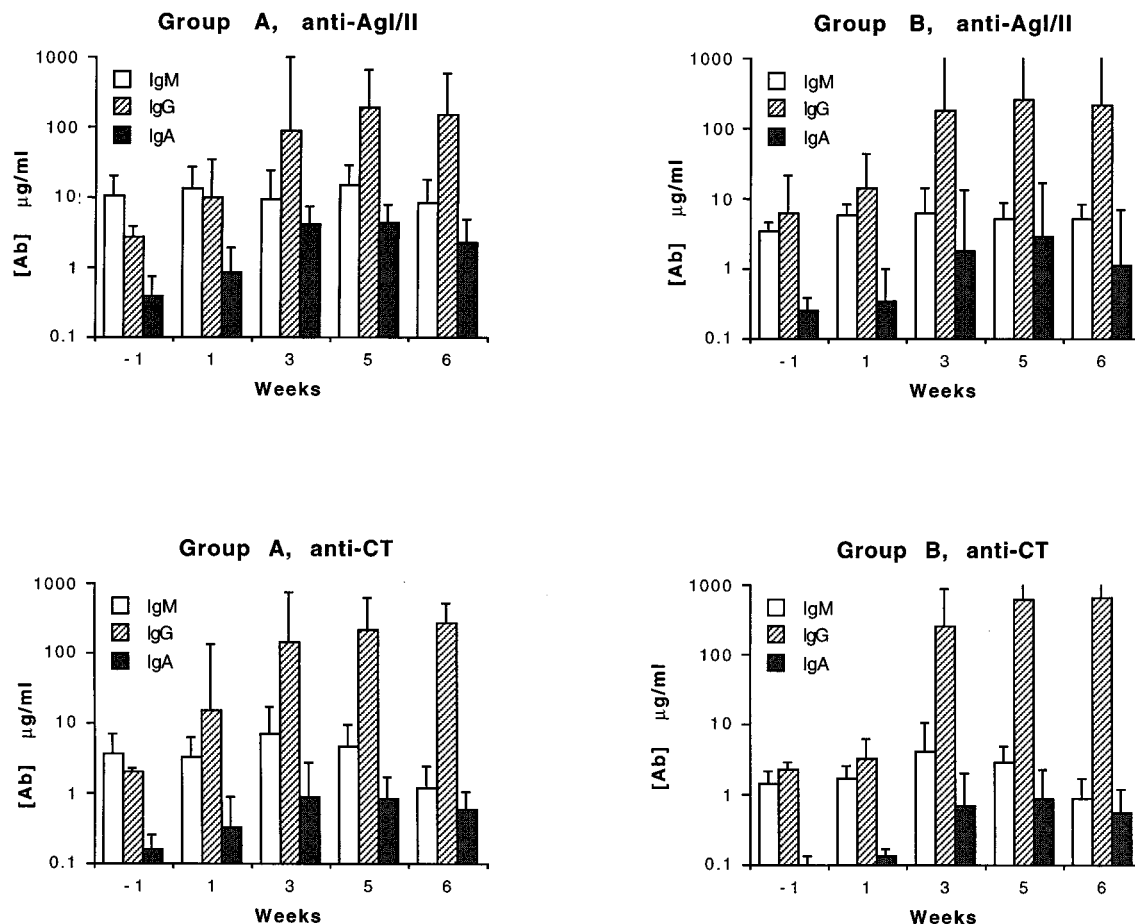 Group A, anti-AgI/II
1000
100
10
1
0.1
[Ab] µg/ml
IgM
IgG
IgA
-1 1 3 5 6
Weeks
Group B, anti-AgI/II
1000
100
10
1
0.1
[Ab] µg/ml
IgM
IgG
IgA
-1 1 3 5 6
Weeks
Group A, anti-CT
1000
100
10
1
0.1
[Ab] µg/ml
IgM
IgG
IgA
-1 1 3 5 6
Weeks
Group B, anti-CT
1000
100
10
1
0.1
[Ab] µg/ml
IgM
IgG
IgA
-1 1 3 5 6
Weeks